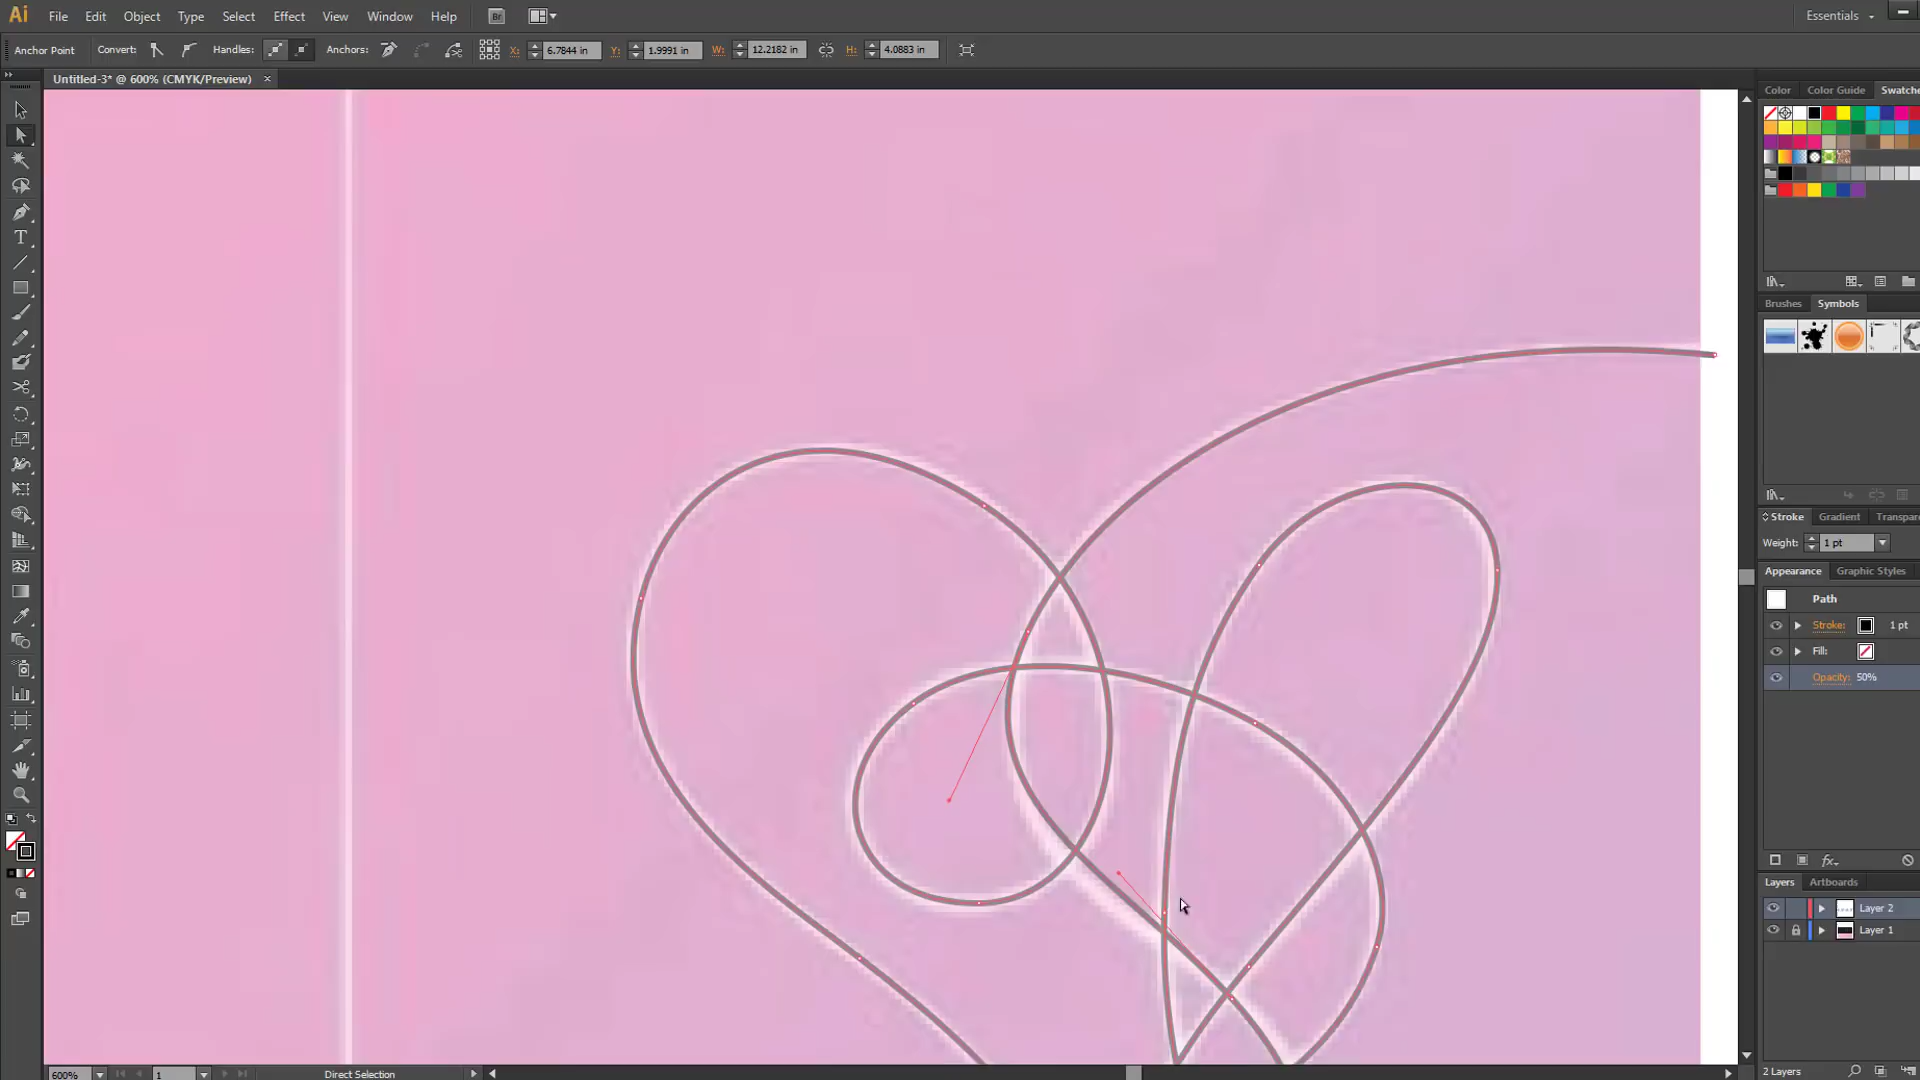 Ai File Edit Object Type Select Effect View Window Help Br Essentials
Anchor Point Convert: Handles: Anchors: X: 6.7844 in Y: 1.9991 in W: 12.2182 in H: 4.0883 in
Untitled-3* @ 600% (CMYK/Preview) ×
Color Color Guide Swatche
Brushes Symbols
Stroke Gradient Transpar
Weight: 1 pt
Appearance Graphic Styles
Path
Stroke: 1 pt
Fill:
Opacity: 50%
fx
Layers Artboards
Layer 2
Layer 1
2 Layers
600% 1 Direct Selection